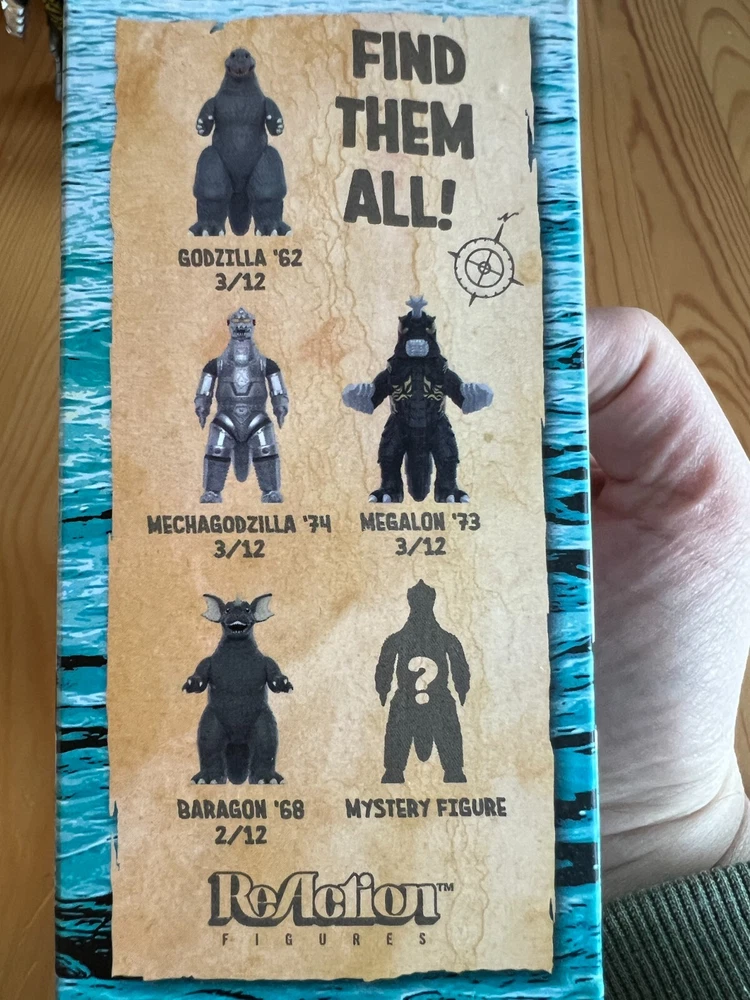 FIND
THEM
ALL!
N
GODZILLA '62
3/12
MECHAGODZILLA '74
3/12
MEGALON '73
3/12
BARAGON '68
2/12
?
MYSTERY FIGURE
ReAction™
FIGURES